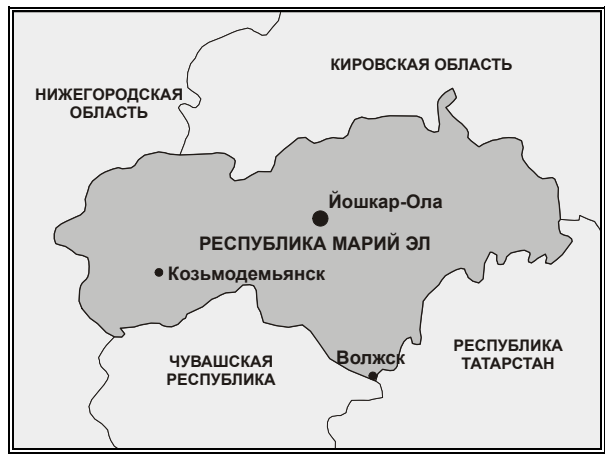 КИРОВСКАЯ ОБЛАСТЬ
НИЖЕГОРОДСКАЯ
ОБЛАСТЬ
Йошкар-Ола
РЕСПУБЛИКА МАРИЙ ЭЛ
Козьмодемьянск
Волжск
РЕСПУБЛИКА
ТАТАРСТАН
ЧУВАШСКАЯ
РЕСПУБЛИКА